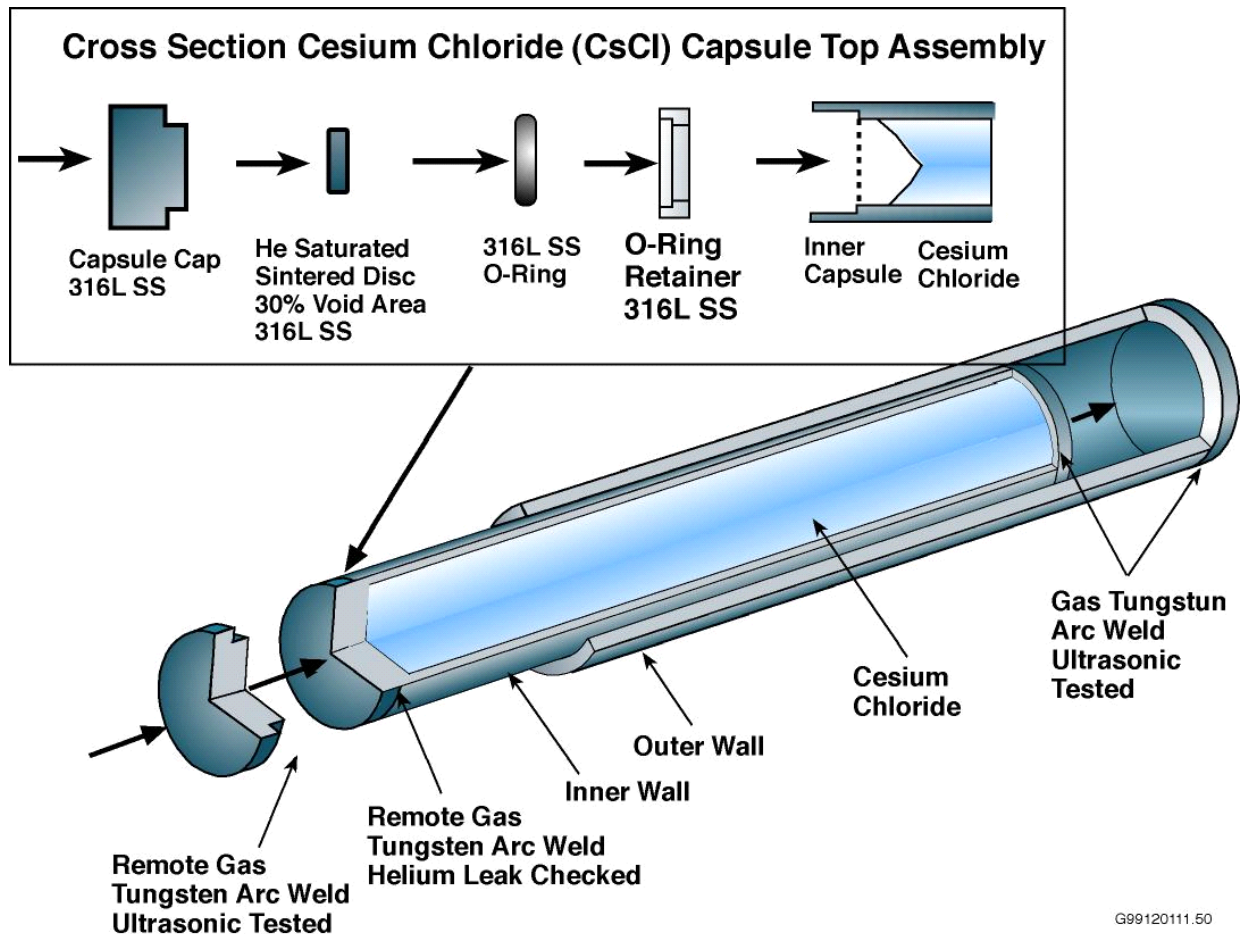 Cross Section Cesium Chloride (CsCl) Capsule Top Assembly
Capsule Cap
316L SS
He Saturated
Sintered Disc
30% Void Area
316L SS
316L SS
O-Ring
O-Ring
Retainer
316L SS
Inner
Capsule
Cesium
Chloride
Gas Tungstun
Arc Weld
Ultrasonic
Tested
Cesium
Chloride
Outer Wall
Inner Wall
Remote Gas
Tungsten Arc Weld
Helium Leak Checked
Remote Gas
Tungsten Arc Weld
Ultrasonic Tested
G99120111.50